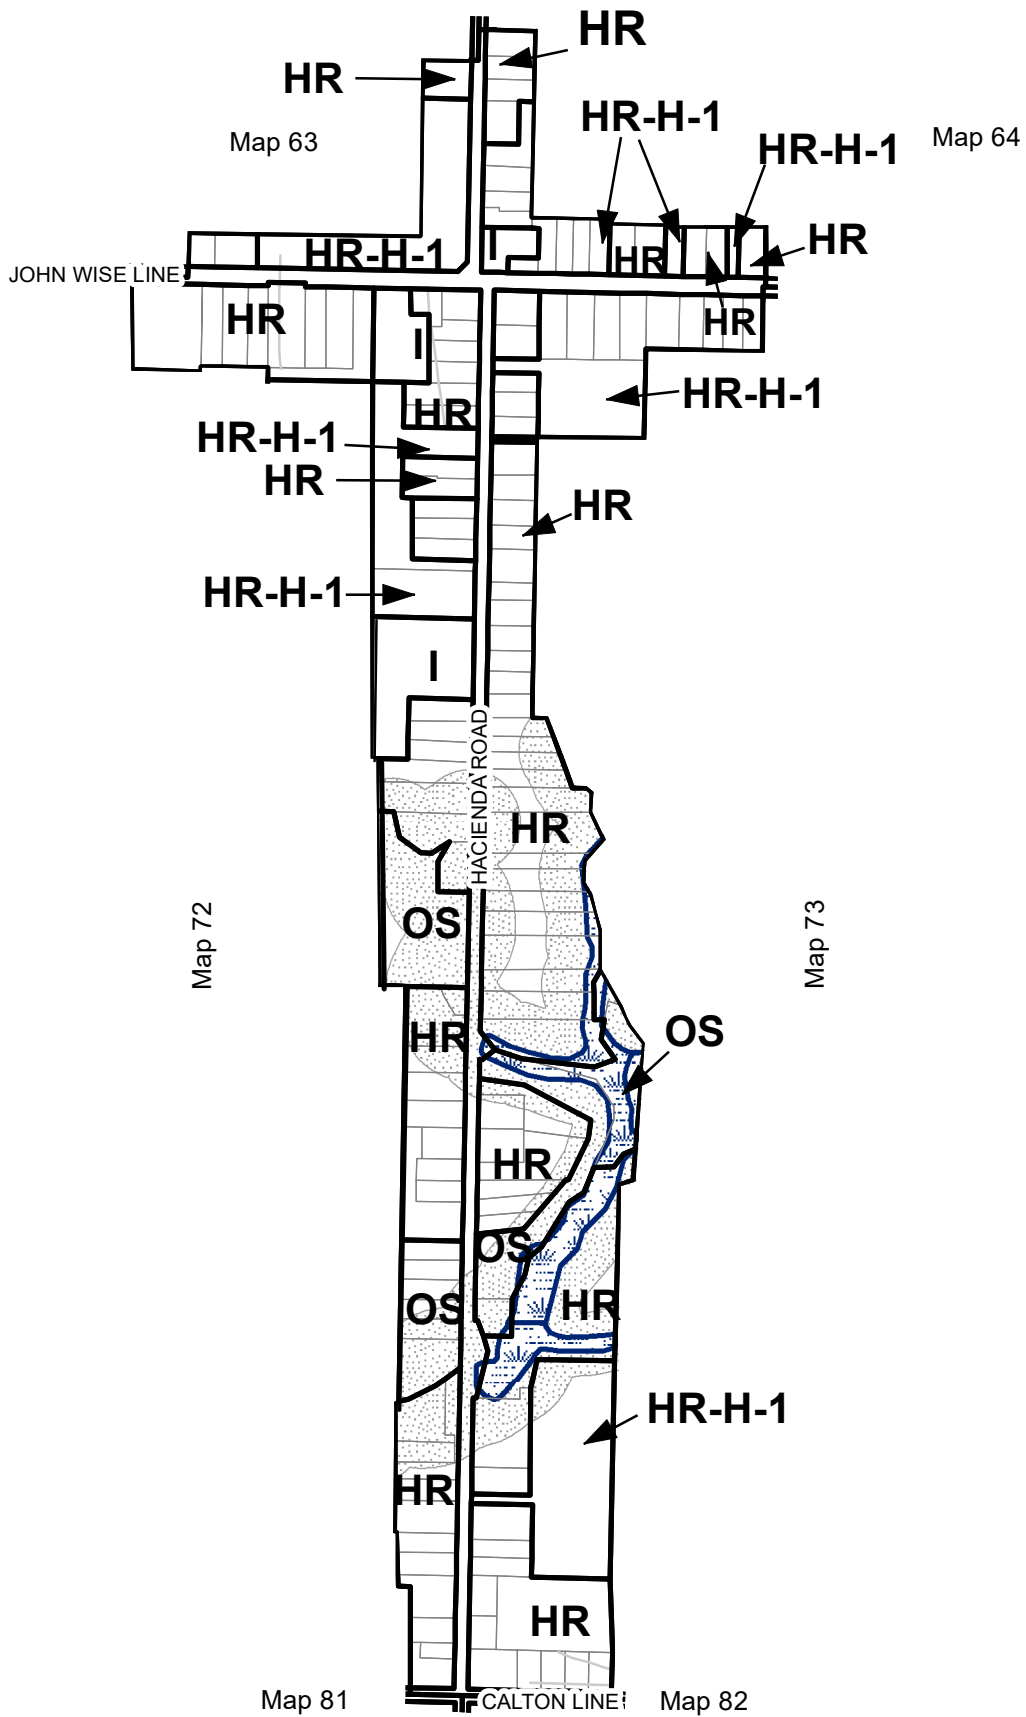 HR
HR
HR-H-1
Map 63
Map 64
HR-H-1
HR
I
HR-H-1
HR
JOHN WISE LINE
HR
HR
I
HR-H-1
HR
HR-H-1
HR
HR
HR-H-1
I
HACIENDA ROAD
HR
OS
Map 72
Map 73
HR
OS
HR
OS
OS
HR
HR-H-1
HR
HR
Map 81
CALTON LINE
Map 82